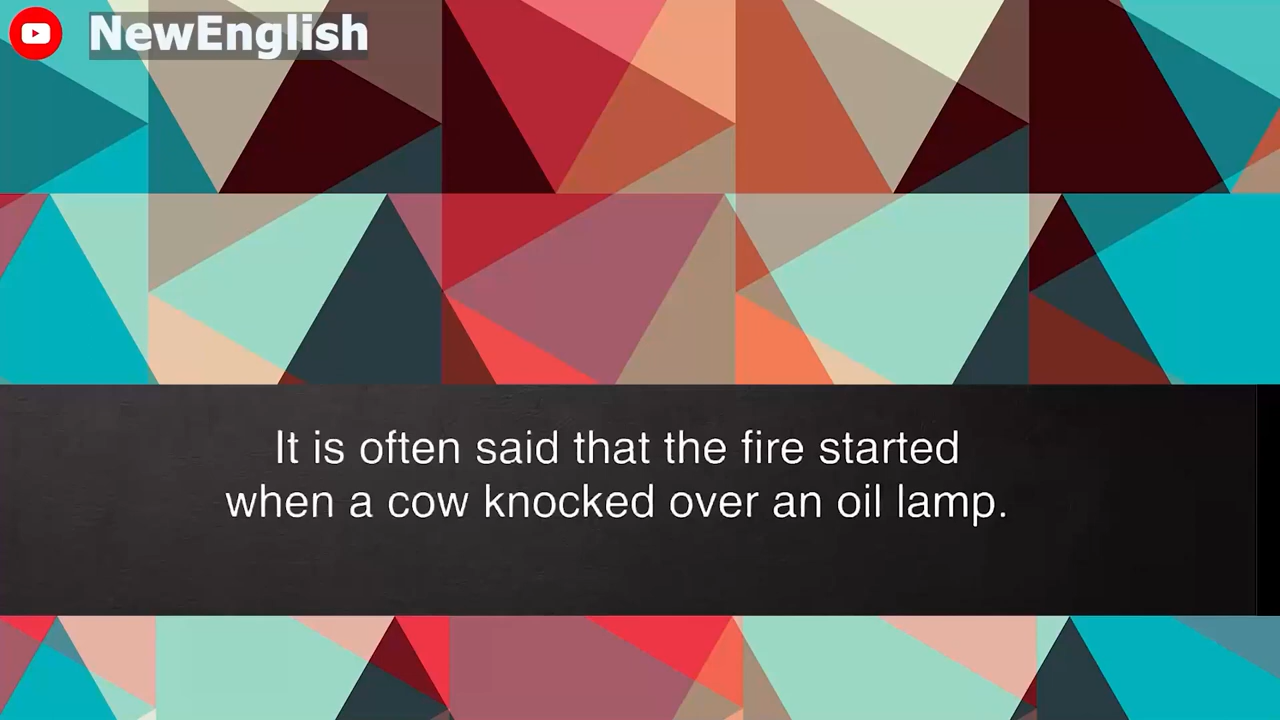 NewEnglish
It is often said that the fire started
when a cow knocked over an oil lamp.